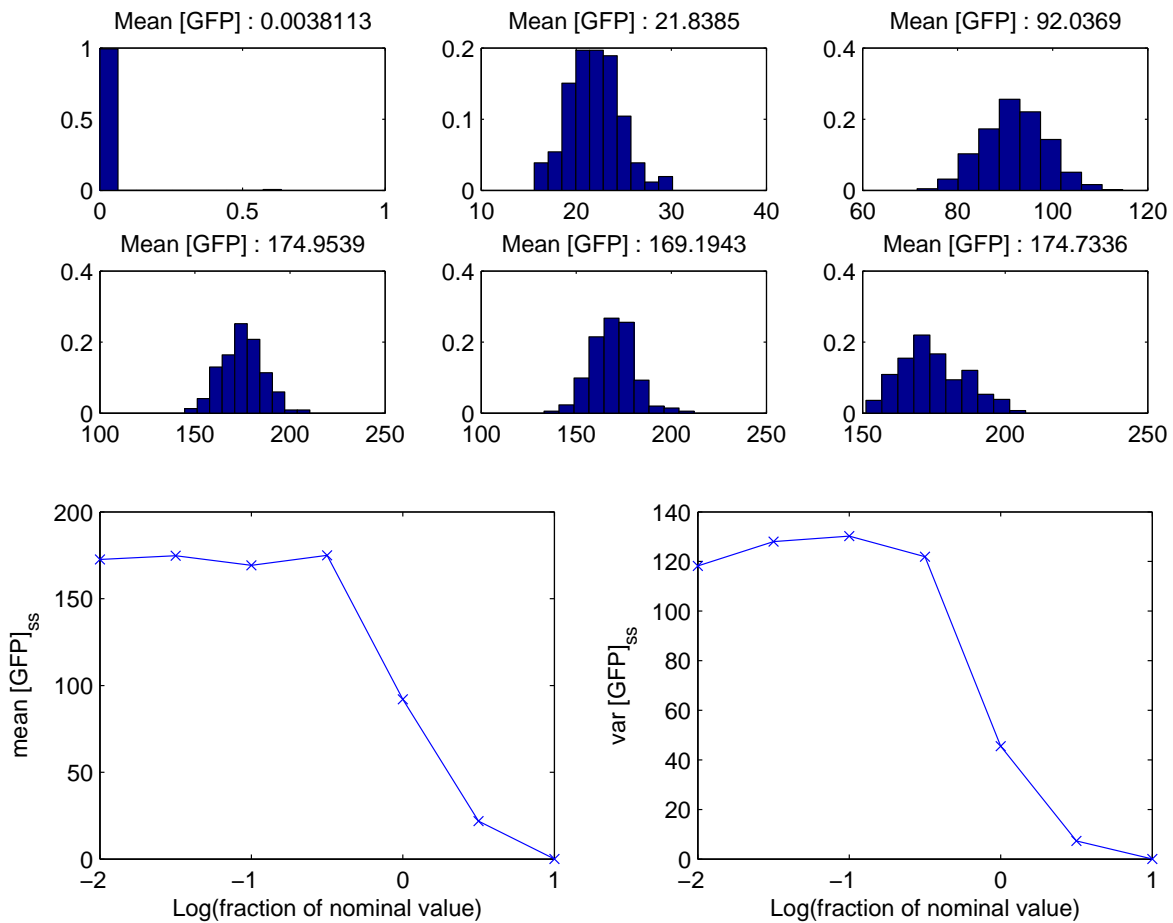 Mean [GFP] : 0.0038113
Mean [GFP] : 21.8385
Mean [GFP] : 92.0369
1
0.5
0
0 0.5 1
0.2
0.1
0
10 20 30 40
0.4
0.2
0
60 80 100 120
Mean [GFP] : 174.9539
Mean [GFP] : 169.1943
Mean [GFP] : 174.7336
0.4
0.2
0
100 150 200 250
0.4
0.2
0
100 150 200 250
0.4
0.2
0
150 200 250
200
150
100
50
0
−2 −1 0 1
mean [GFP]ss
Log(fraction of nominal value)
140
120
100
80
60
40
20
0
−2 −1 0 1
var [GFP]ss
Log(fraction of nominal value)